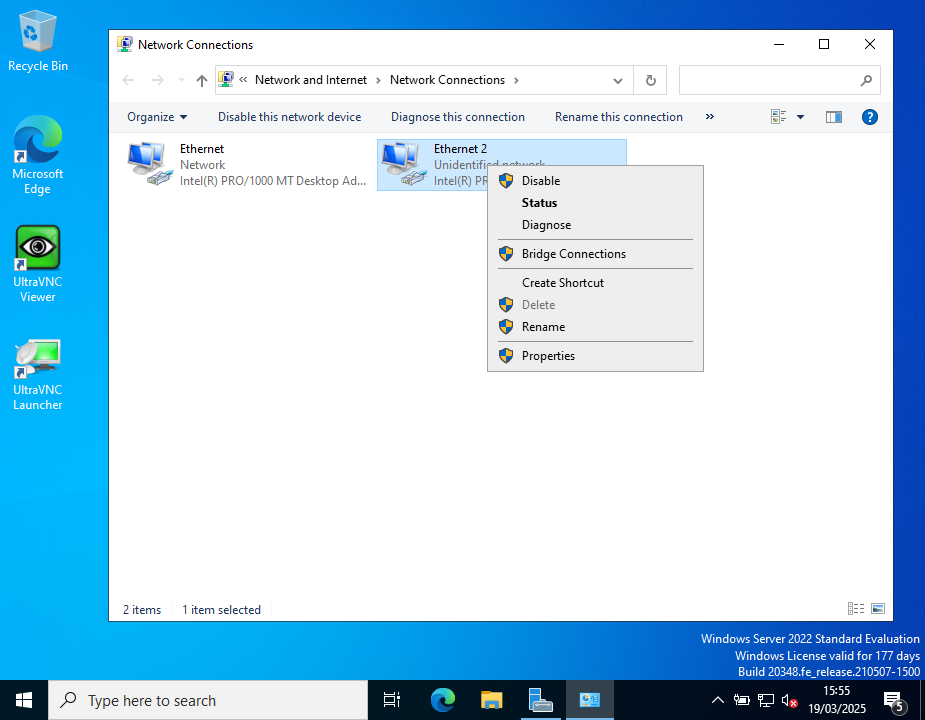 Recycle Bin
Microsoft
Edge
UltraVNC
Viewer
UltraVNC
Launcher
Network Connections
« Network and Internet › Network Connections ›
Organize
Disable this network device
Diagnose this connection
Rename this connection
»
Ethernet
Network
Intel(R) PRO/1000 MT Desktop Ad...
Ethernet 2
Unidentified network
Intel(R) PR
Disable
Status
Diagnose
Bridge Connections
Create Shortcut
Delete
Rename
Properties
2 items
1 item selected
Windows Server 2022 Standard Evaluation
Windows License valid for 177 days
Build 20348.fe_release.210507-1500
Type here to search
15:55
19/03/2025
5